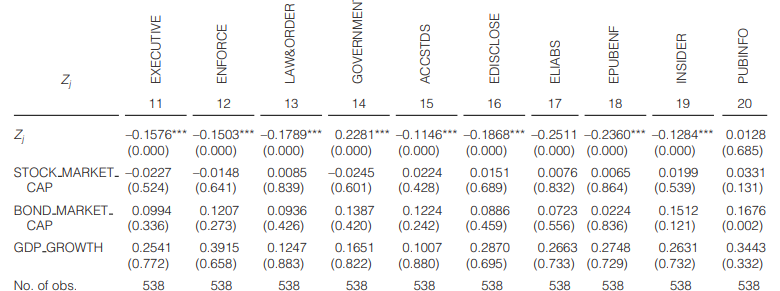 EXECUTIVE ENFORCE LAW&ORDER GOVERNMENT ACCSTDS EDISCLOSE ELIABS EPUBENF INSIDER PUBINFO
Zj
11 12 13 14 15 16 17 18 19 20
Zj –0.1576*** –0.1503*** –0.1789*** 0.2281*** –0.1146*** –0.1868*** –0.2511 –0.2360*** –0.1284*** 0.0128
(0.000) (0.000) (0.000) (0.000) (0.000) (0.000) (0.000) (0.000) (0.000) (0.685)
STOCK_MARKET_ –0.0227 –0.0148 0.0085 –0.0245 0.0224 0.0151 0.0076 0.0065 0.0199 0.0331
CAP (0.524) (0.641) (0.839) (0.601) (0.428) (0.689) (0.832) (0.864) (0.539) (0.131)
BOND_MARKET_ 0.0994 0.1207 0.0936 0.1387 0.1224 0.0886 0.0723 0.0224 0.1512 0.1676
CAP (0.336) (0.273) (0.426) (0.420) (0.242) (0.459) (0.556) (0.836) (0.121) (0.002)
GDP_GROWTH 0.2541 0.3915 0.1247 0.1651 0.1007 0.2870 0.2663 0.2748 0.2631 0.3443
(0.772) (0.658) (0.883) (0.822) (0.880) (0.695) (0.733) (0.729) (0.732) (0.332)
No. of obs. 538 538 538 538 538 538 538 538 538 538